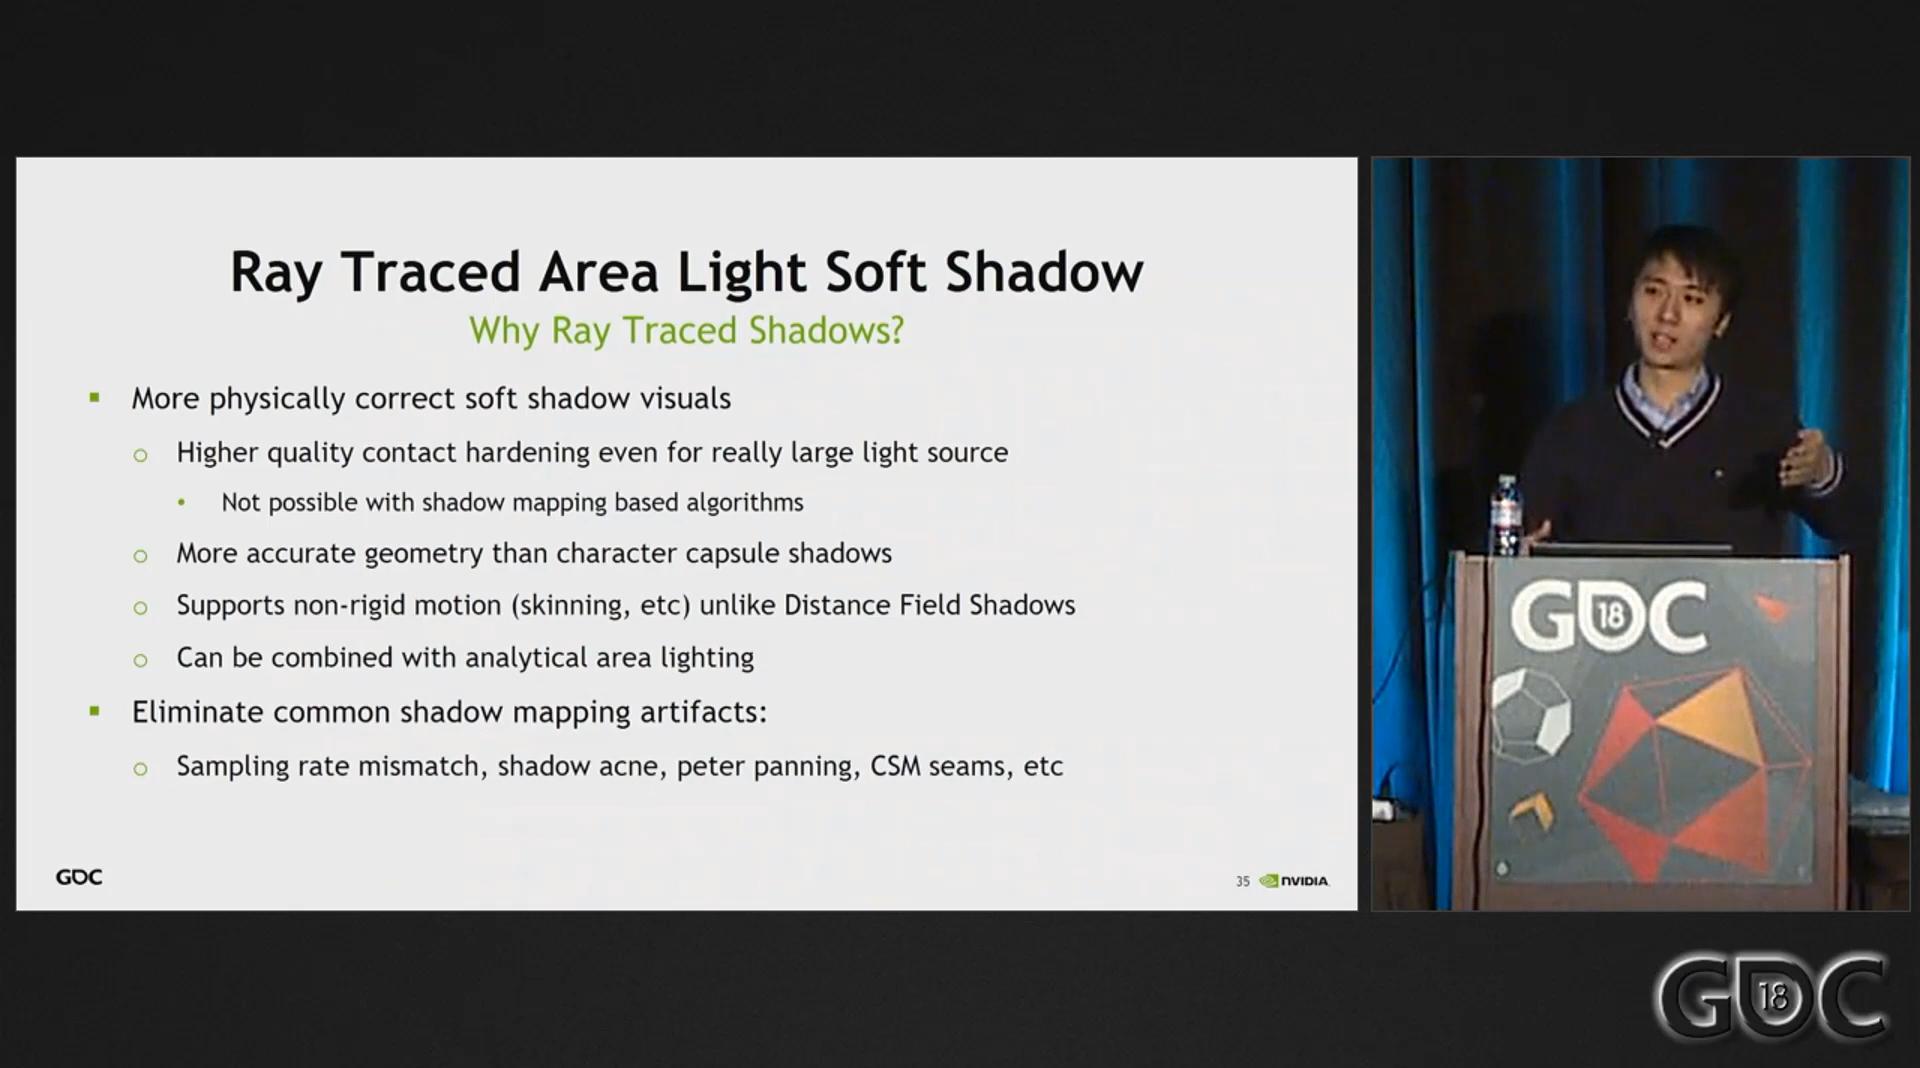 Ray Traced Area Light Soft Shadow
Why Ray Traced Shadows?
More physically correct soft shadow visuals
Higher quality contact hardening even for really large light source
Not possible with shadow mapping based algorithms
More accurate geometry than character capsule shadows
Supports non-rigid motion (skinning, etc) unlike Distance Field Shadows
Can be combined with analytical area lighting
Eliminate common shadow mapping artifacts:
Sampling rate mismatch, shadow acne, peter panning, CSM seams, etc
GDC
35 NVIDIA
GDC 18
GDC 18